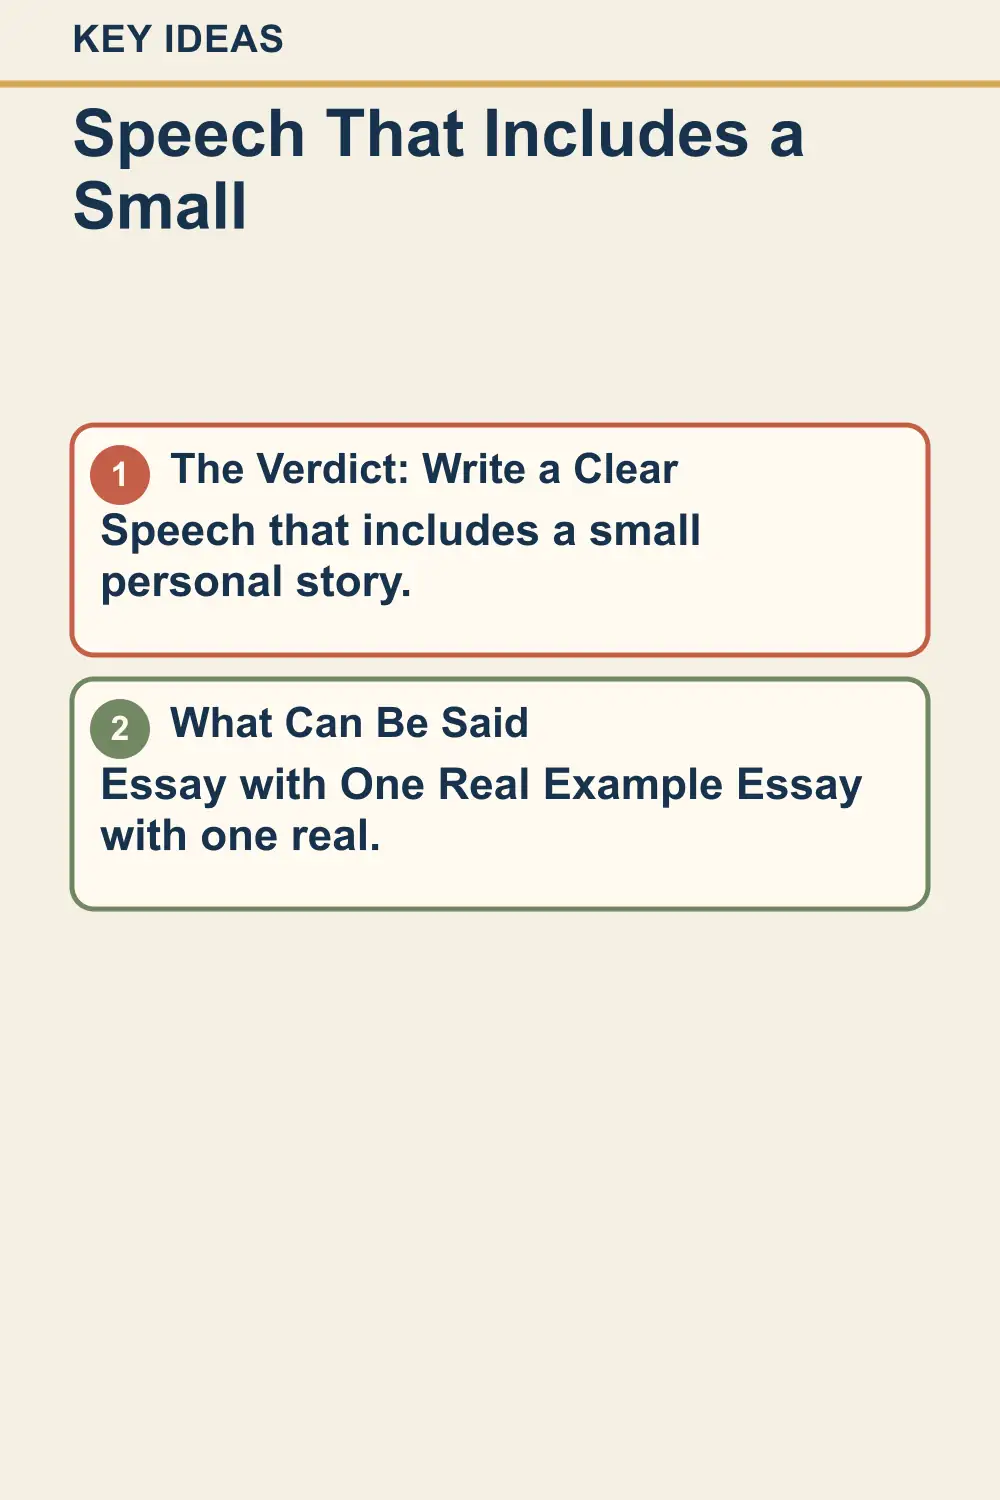 KEY IDEAS
Speech That Includes a
Small
1 The Verdict: Write a Clear
Speech that includes a small
personal story.
2 What Can Be Said
Essay with One Real Example Essay
with one real.